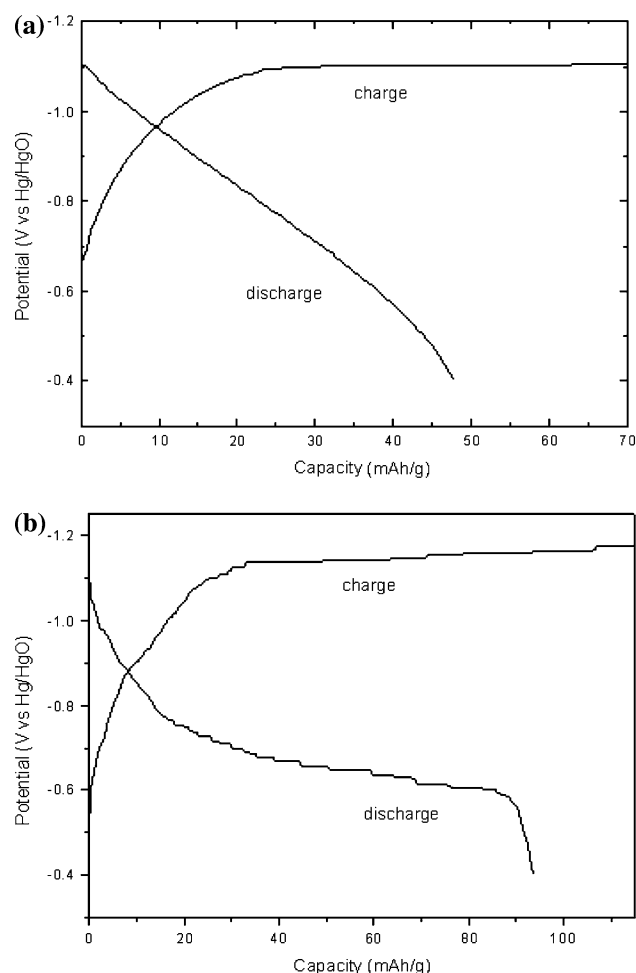 (a)
-1.2
-1.0
-0.8
-0.6
-0.4
Potential (V vs Hg/HgO)
charge
discharge
0 10 20 30 40 50 60 70
Capacity (mAh/g)
(b)
-1.2
-1.0
-0.8
-0.6
-0.4
Potential (V vs Hg/HgO)
charge
discharge
0 20 40 60 80 100
Capacity (mAh/g)